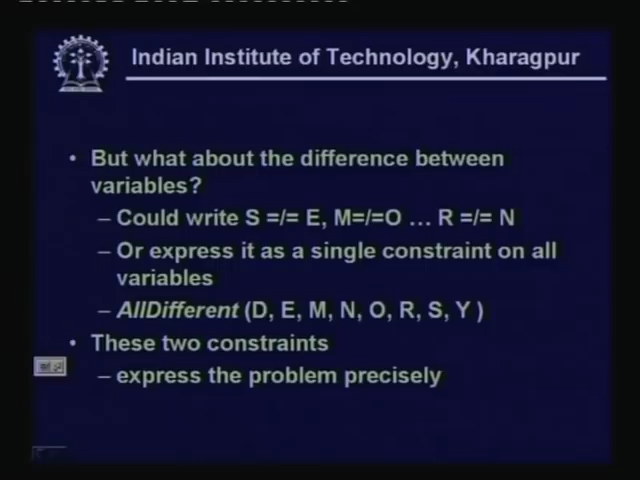 Indian Institute of Technology, Kharagpur
• But what about the difference between
variables?
– Could write S =/= E, M=/=O ... R =/= N
– Or express it as a single constraint on all
variables
– AllDifferent (D, E, M, N, O, R, S, Y )
• These two constraints
– express the problem precisely